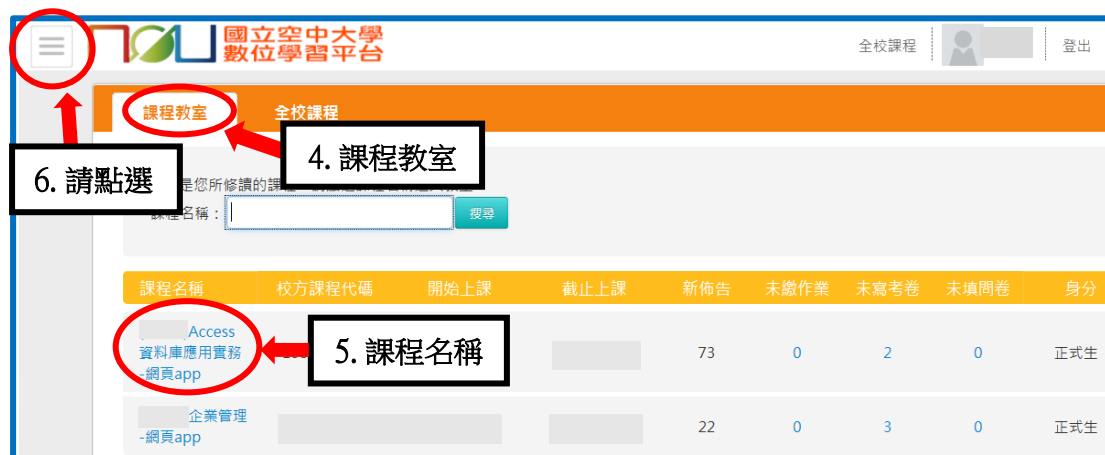 國立空中大學
數位學習平台
全校課程
登出
課程教室
全校課程
4. 課程教室
6. 請點選
是您所修讀的課
課程名稱：
搜尋
課程名稱 校方課程代碼 開始上課 截止上課 新佈告 未繳作業 未寫考卷 未填問卷 身分
Access
資料庫應用實務
-網頁app
5. 課程名稱
73 0 2 0 正式生
企業管理
-網頁app
22 0 3 0 正式生